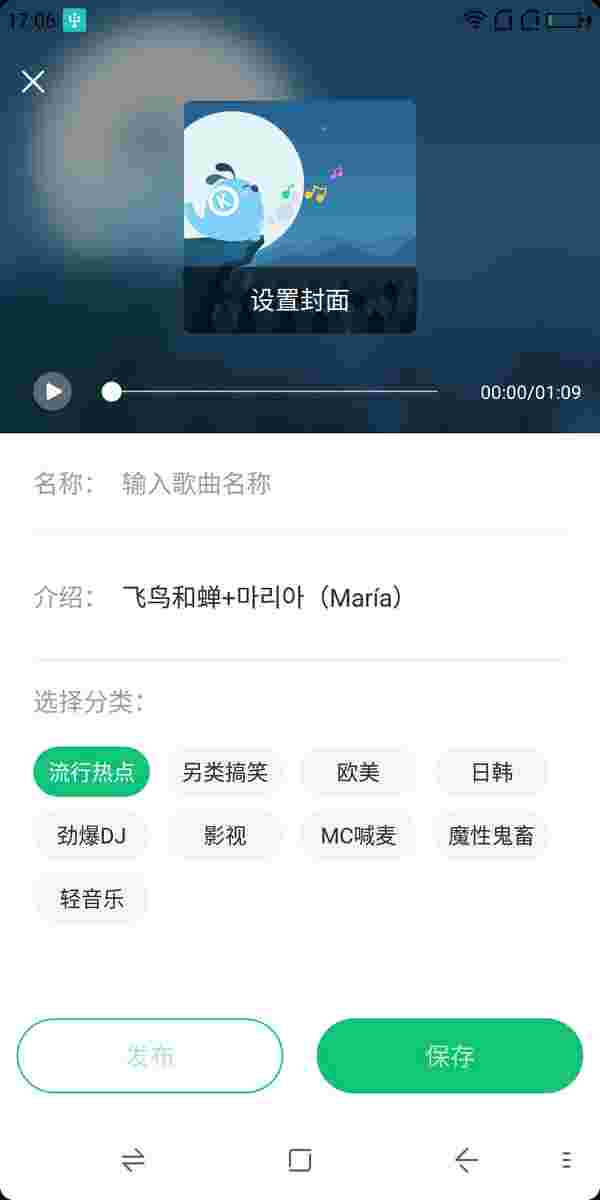 17:06
K
设置封面
00:00/01:09
名称： 输入歌曲名称
介绍： 飞鸟和蝉+마리아（María）
选择分类：
流行热点 另类搞笑 欧美 日韩
劲爆DJ 影视 MC喊麦 魔性鬼畜
轻音乐
发布 保存